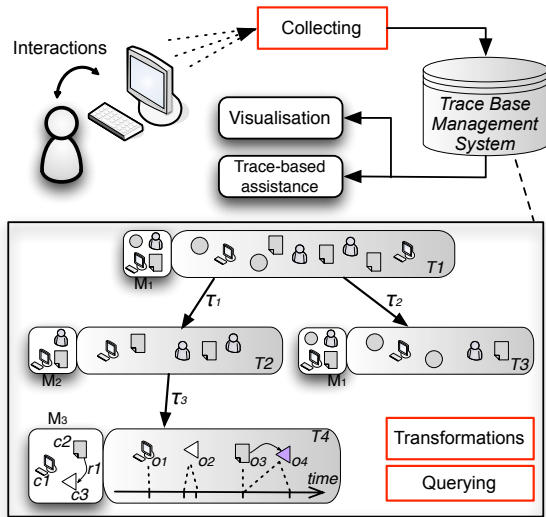 Interactions
Collecting
Trace Base
Management
System
Visualisation
Trace-based
assistance
M1
T1
τ1
τ2
M2
T2
M1
T3
τ3
M3
c2
c1
r1
c3
T4
o1
o2
o3
o4
time
Transformations
Querying